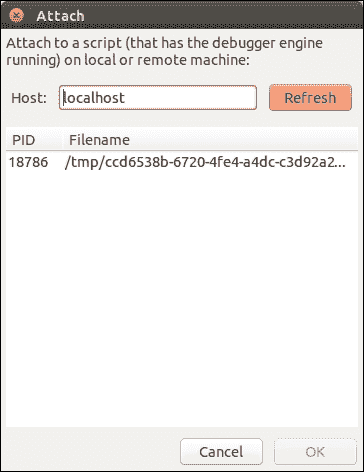 Attach
Attach to a script (that has the debugger engine
running) on local or remote machine:
Host: localhost Refresh
PID Filename
18786 /tmp/ccd6538b-6720-4fe4-a4dc-c3d92a2...
Cancel OK